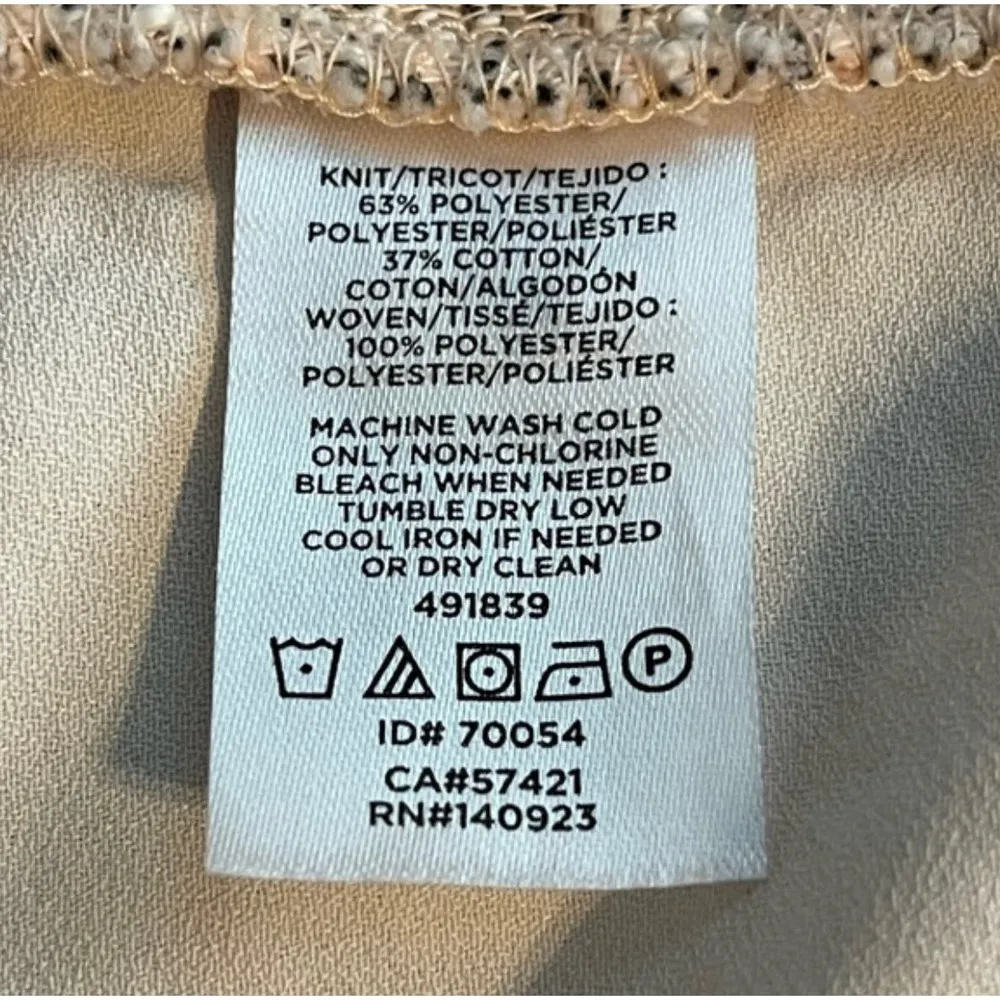 KNIT/TRICOT/TEJIDO :
63% POLYESTER/
POLYESTER/POLIÉSTER
37% COTTON/
COTON/ALGODÓN
WOVEN/TISSÉ/TEJIDO :
100% POLYESTER/
POLYESTER/POLIÉSTER
MACHINE WASH COLD
ONLY NON-CHLORINE
BLEACH WHEN NEEDED
TUMBLE DRY LOW
COOL IRON IF NEEDED
OR DRY CLEAN
491839
P
ID# 70054
CA#57421
RN#140923